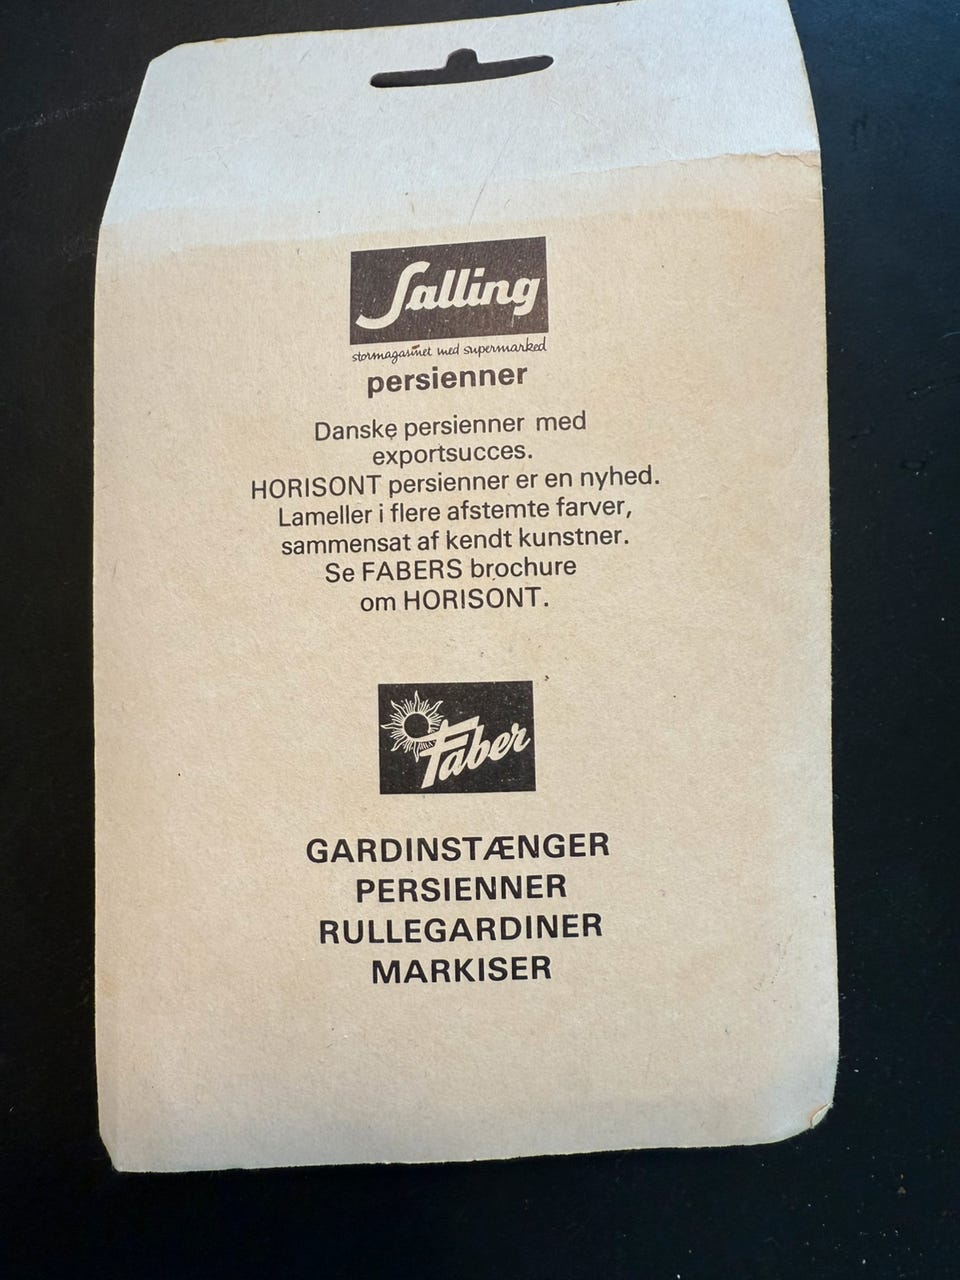 Salling
stormagasinet med supermarked
persienner
Danske persienner med
exportsucces.
HORISONT persienner er en nyhed.
Lameller i flere afstemte farver,
sammensat af kendt kunstner.
Se FABERS brochure
om HORISONT.
Faber
GARDINSTÆNGER
PERSIENNER
RULLEGARDINER
MARKISER